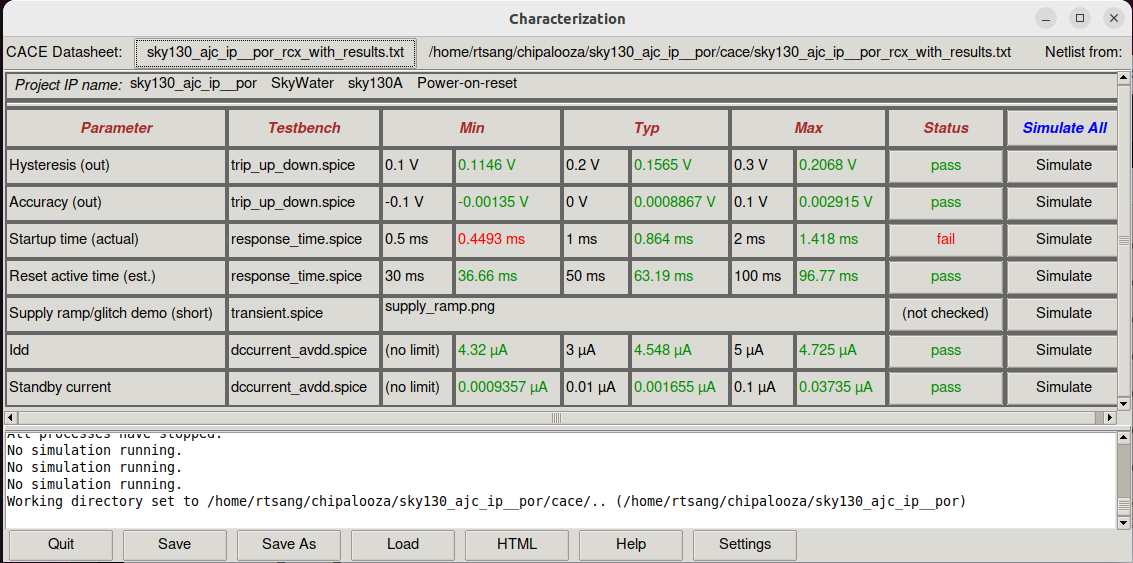 Characterization
CACE Datasheet: sky130_ajc_ip__por_rcx_with_results.txt /home/rtsang/chipalooza/sky130_ajc_ip__por/cace/sky130_ajc_ip__por_rcx_with_results.txt Netlist from:
Project IP name: sky130_ajc_ip__por SkyWater sky130A Power-on-reset
Parameter Testbench Min Typ Max Status Simulate All
Hysteresis (out) trip_up_down.spice 0.1 V 0.1146 V 0.2 V 0.1565 V 0.3 V 0.2068 V pass Simulate
Accuracy (out) trip_up_down.spice -0.1 V -0.00135 V 0 V 0.0008867 V 0.1 V 0.002915 V pass Simulate
Startup time (actual) response_time.spice 0.5 ms 0.4493 ms 1 ms 0.864 ms 2 ms 1.418 ms fail Simulate
Reset active time (est.) response_time.spice 30 ms 36.66 ms 50 ms 63.19 ms 100 ms 96.77 ms pass Simulate
Supply ramp/glitch demo (short) transient.spice supply_ramp.png (not checked) Simulate
Idd dccurrent_avdd.spice (no limit) 4.32 µA 3 µA 4.548 µA 5 µA 4.725 µA pass Simulate
Standby current dccurrent_avdd.spice (no limit) 0.0009357 µA 0.01 µA 0.001655 µA 0.1 µA 0.03735 µA pass Simulate
All processes have stopped.
No simulation running.
No simulation running.
No simulation running.
Working directory set to /home/rtsang/chipalooza/sky130_ajc_ip__por/cace/.. (/home/rtsang/chipalooza/sky130_ajc_ip__por)
Quit Save Save As Load HTML Help Settings